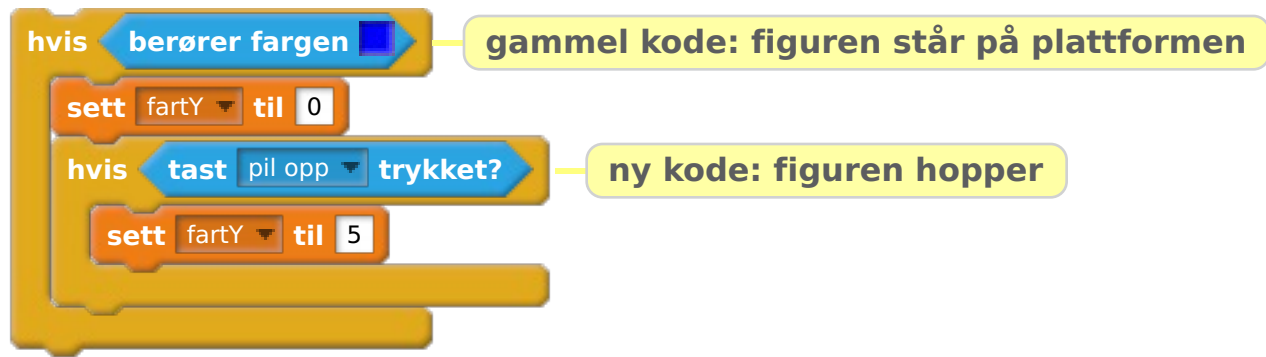 hvis berører fargen gammel kode: figuren står på plattformen
sett fartY til 0
hvis tast pil opp trykket? ny kode: figuren hopper
sett fartY til 5